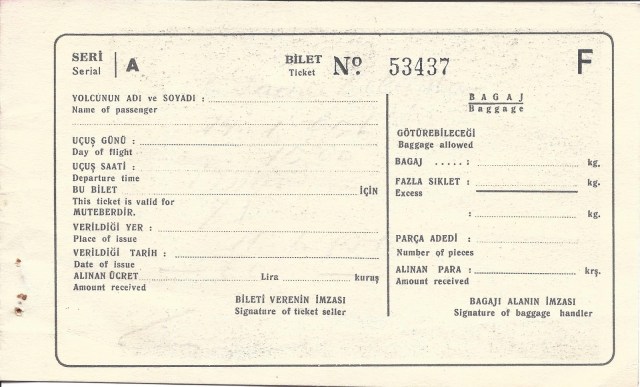 SERİ
Serial
A
BİLET
Ticket
Nº 53437
F
YOLCUNUN ADI ve SOYADI :
Name of passenger
UÇUŞ GÜNÜ :
Day of flight
UÇUŞ SAATİ :
Departure time
BU BİLET İÇİN
This ticket is valid for
MUTEBERDİR.
VERİLDİĞİ YER :
Place of issue
VERİLDİĞİ TARİH :
Date of issue
ALINAN ÜCRET Lira kuruş
Amount received
BİLETİ VERENİN İMZASI
Signature of ticket seller
BAGAJ
Baggage
GÖTÜREBİLECEĞİ
Baggage allowed
BAGAJ ..... : kg.
FAZLA SIKLET : kg.
Excess
: kg.
PARÇA ADEDİ :
Number of pieces
ALINAN PARA : krş.
Amount received
BAGAJI ALANIN İMZASI
Signature of baggage handler